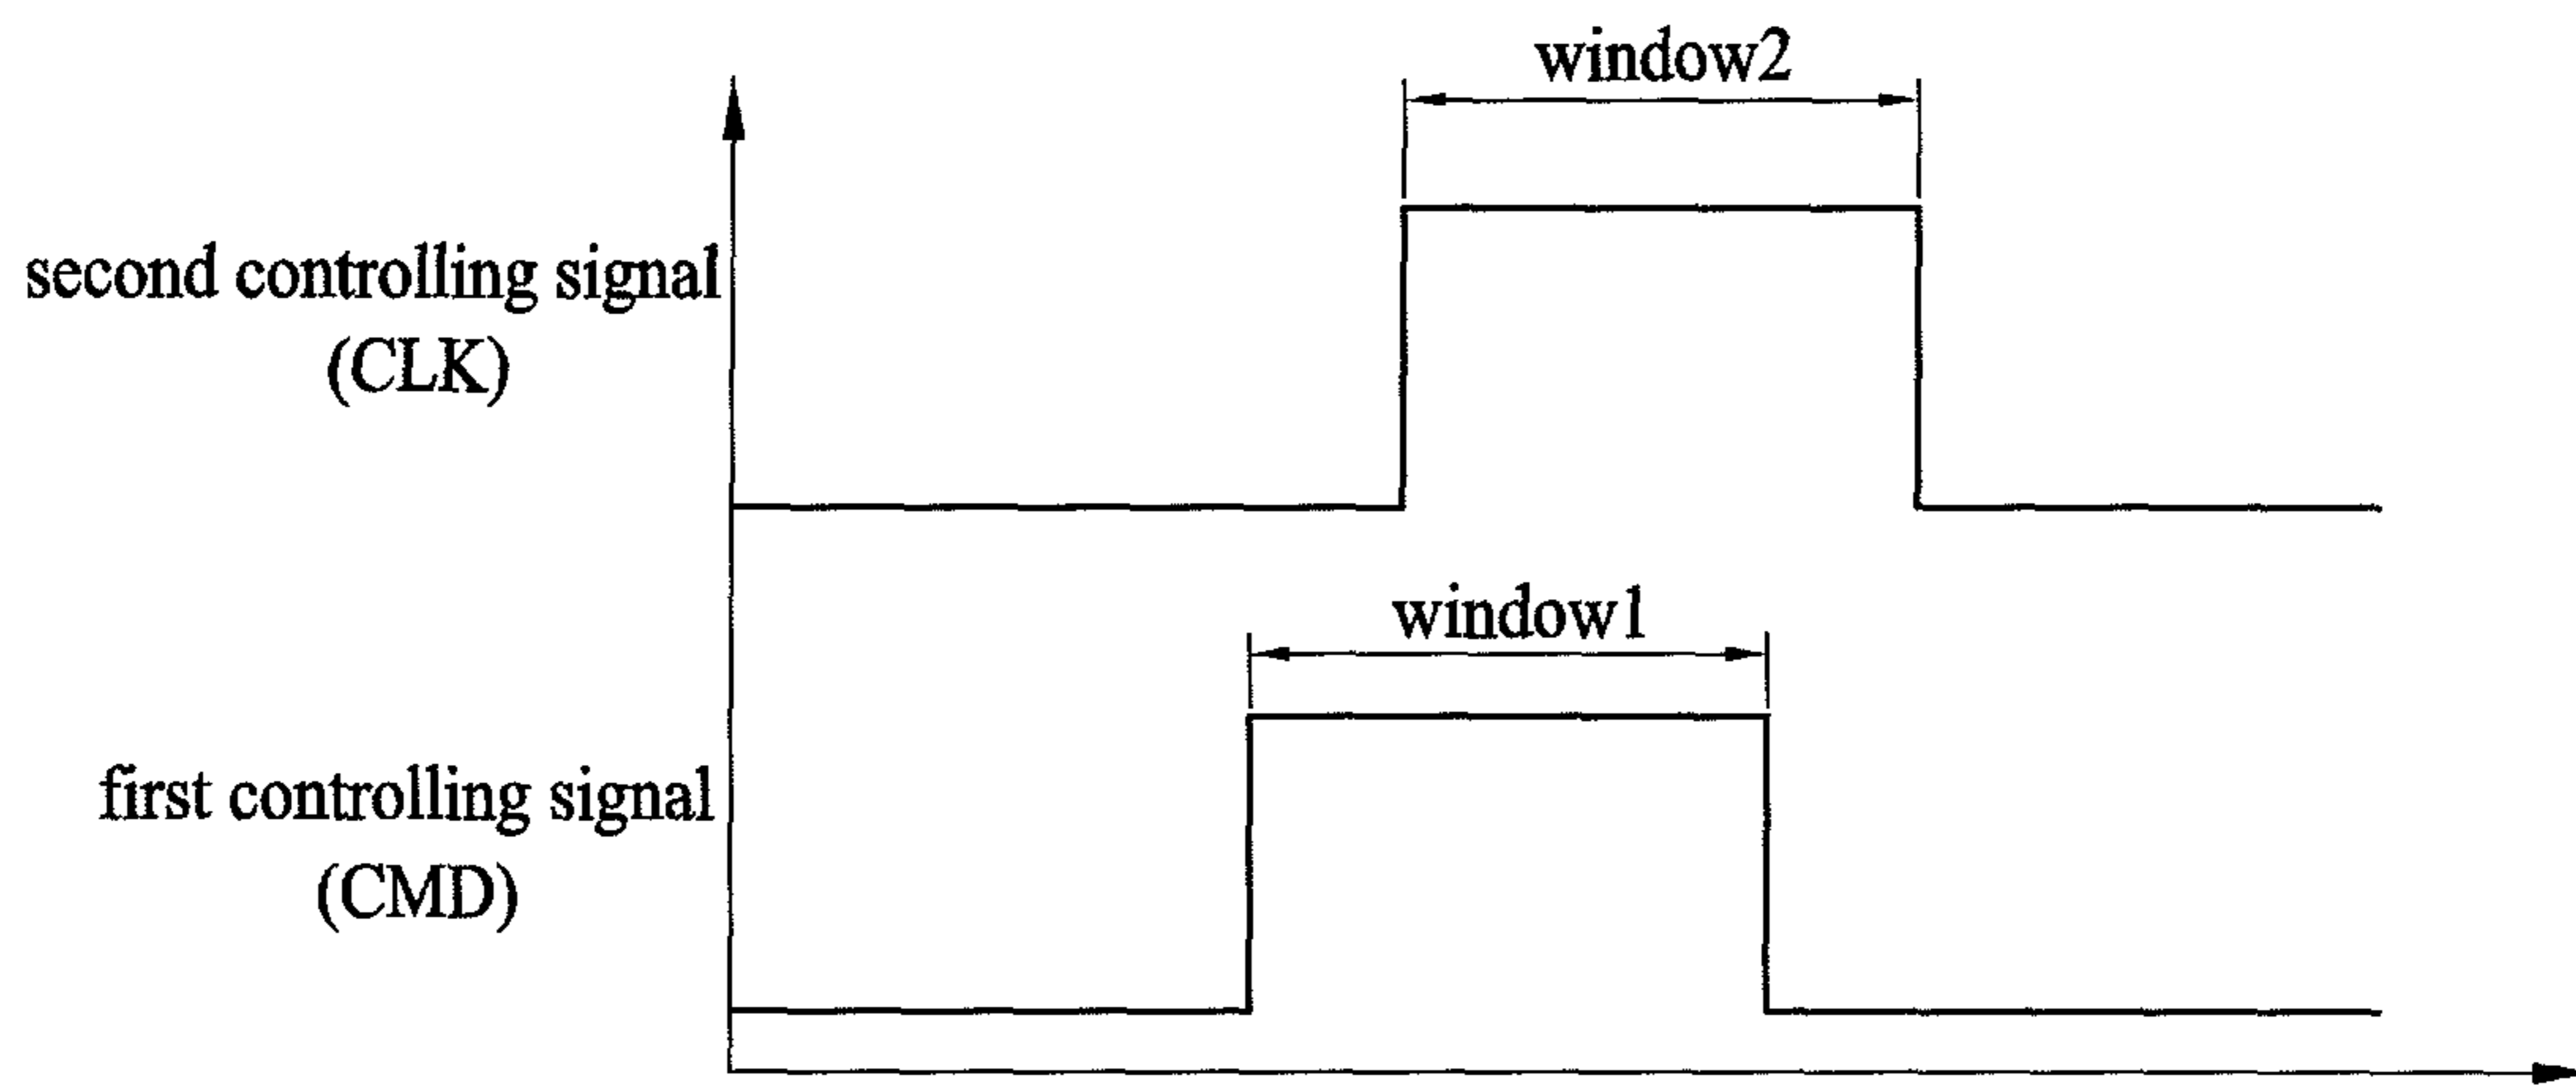 window2
second controlling signal
(CLK)
window1
first controlling signal
(CMD)